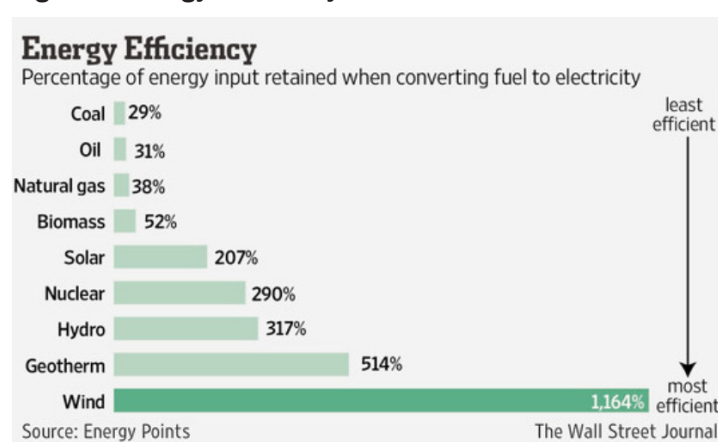 Energy Efficiency
Percentage of energy input retained when converting fuel to electricity
least
efficient
Coal 29%
Oil 31%
Natural gas 38%
Biomass 52%
Solar 207%
Nuclear 290%
Hydro 317%
Geotherm 514%
Wind 1,164%
most
efficient
Source: Energy Points The Wall Street Journal